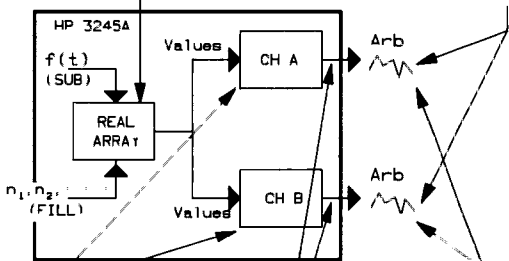 HP 3245A
f(t)
(SUB)
Values
CH A
Arb
REAL
ARRAY
n₁, n₂,
(FILL)
Values
CH B
Arb